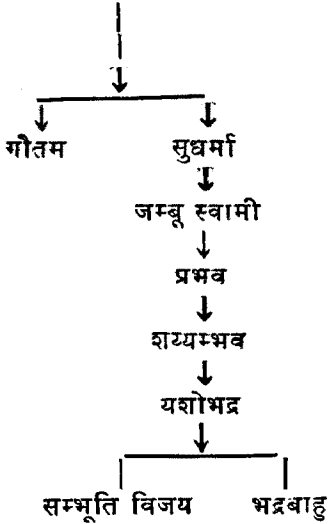 गौतम सुधर्मा
जम्बू स्वामी
प्रभव
शय्यम्भव
यशोभद्र
सम्भूति विजय भद्रबाहु